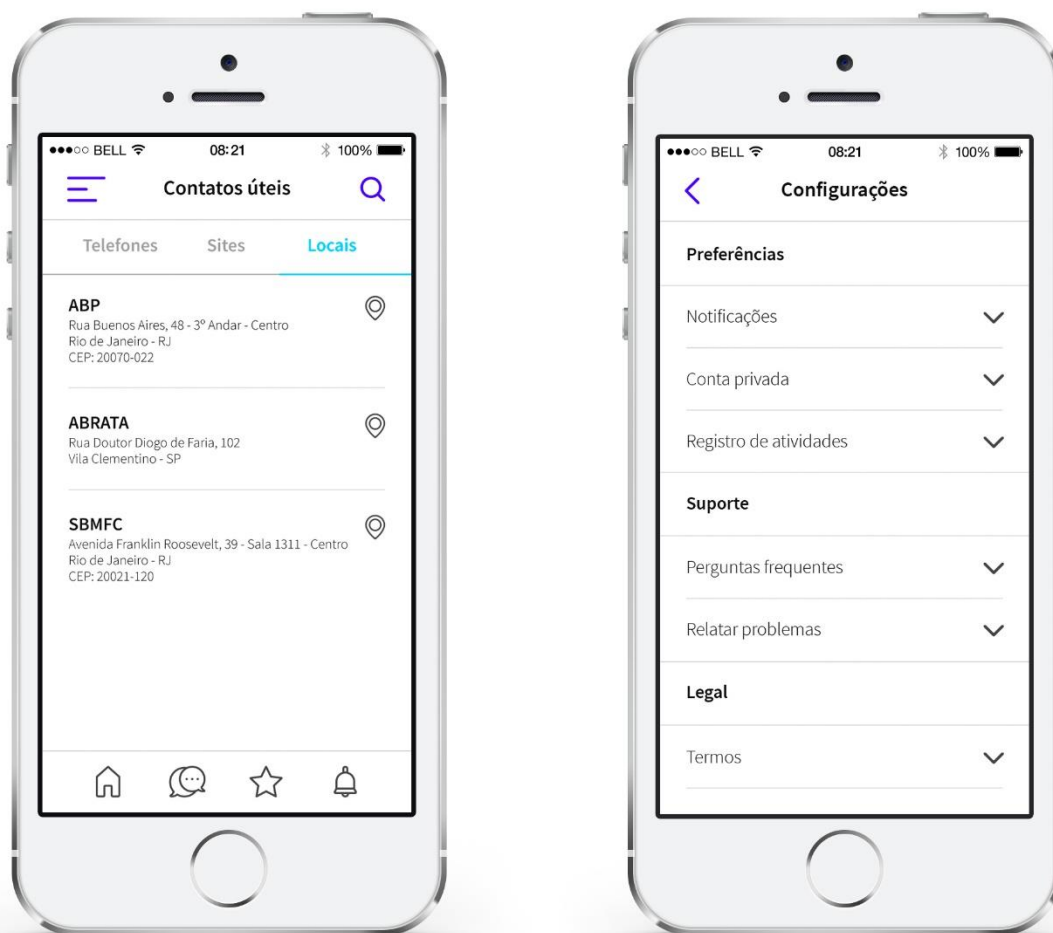 BELL 08:21 100%
Contatos úteis
Telefones Sites Locais
ABP
Rua Buenos Aires, 48 - 3º Andar - Centro
Rio de Janeiro - RJ
CEP: 20070-022
ABRATA
Rua Doutor Diogo de Faria, 102
Vila Clementino - SP
SBMFC
Avenida Franklin Roosevelt, 39 - Sala 1311 - Centro
Rio de Janeiro - RJ
CEP: 20021-120
BELL 08:21 100%
Configurações
Preferências
Notificações
Conta privada
Registro de atividades
Suporte
Perguntas frequentes
Relatar problemas
Legal
Termos